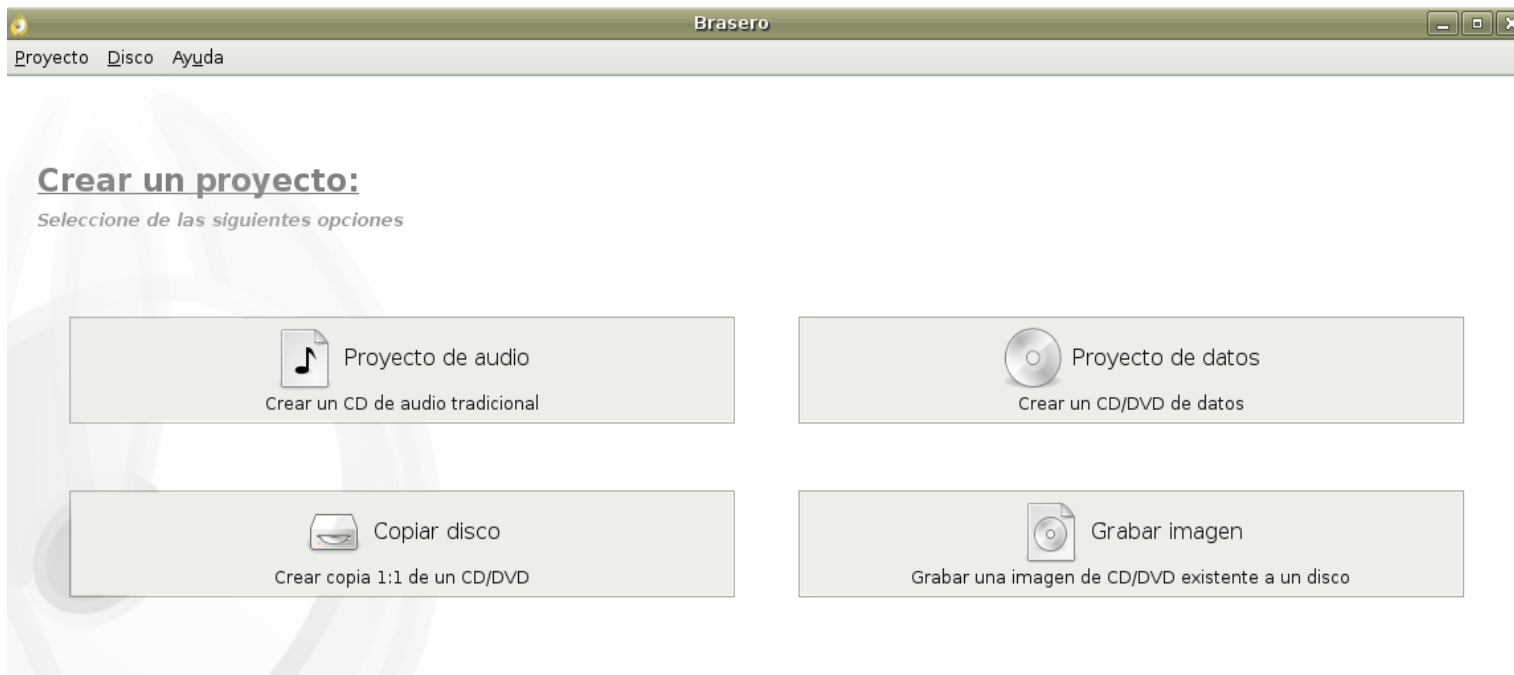 Brasero
Proyecto Disco Ayuda
Crear un proyecto:
Seleccione de las siguientes opciones
Proyecto de audio
Crear un CD de audio tradicional
Proyecto de datos
Crear un CD/DVD de datos
Copiar disco
Crear copia 1:1 de un CD/DVD
Grabar imagen
Grabar una imagen de CD/DVD existente a un disco